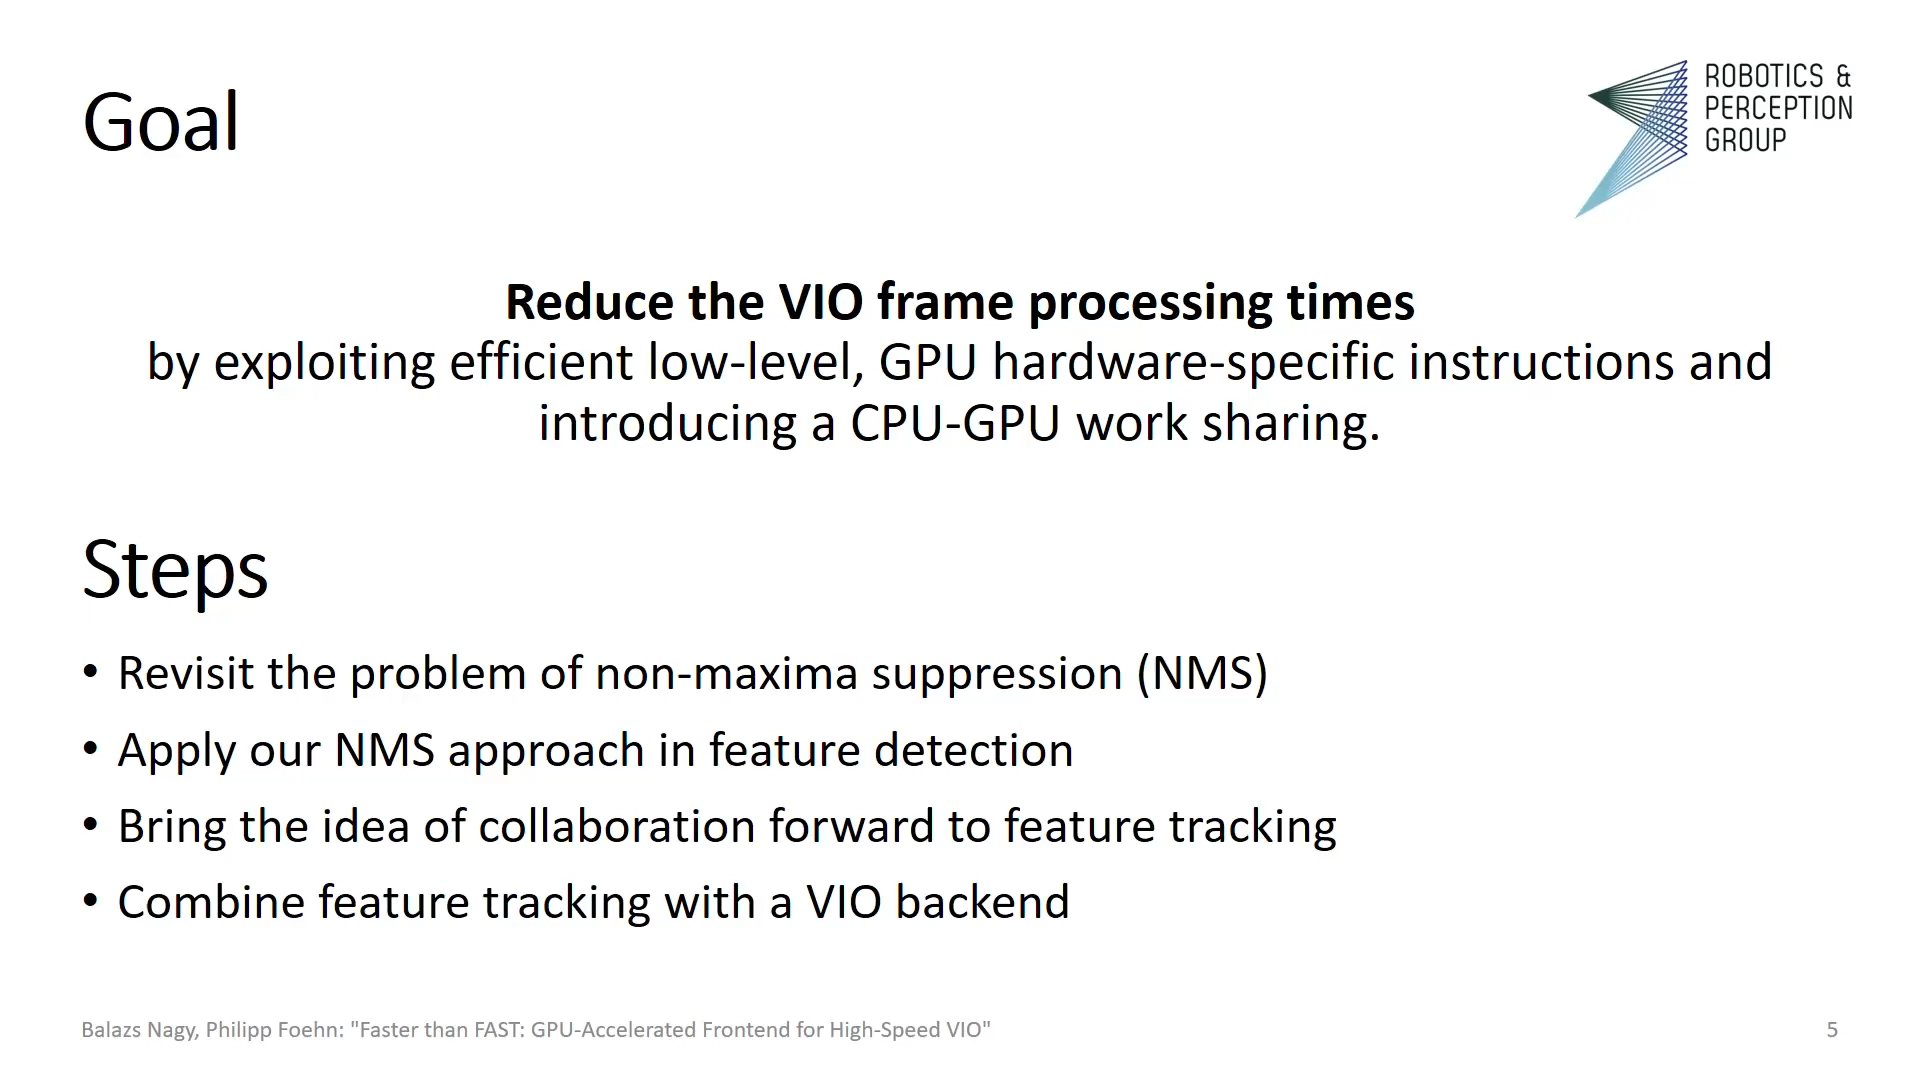 Goal
ROBOTICS &
PERCEPTION
GROUP
Reduce the VIO frame processing times
by exploiting efficient low-level, GPU hardware-specific instructions and
introducing a CPU-GPU work sharing.
Steps
• Revisit the problem of non-maxima suppression (NMS)
• Apply our NMS approach in feature detection
• Bring the idea of collaboration forward to feature tracking
• Combine feature tracking with a VIO backend
Balazs Nagy, Philipp Foehn: "Faster than FAST: GPU-Accelerated Frontend for High-Speed VIO"
5